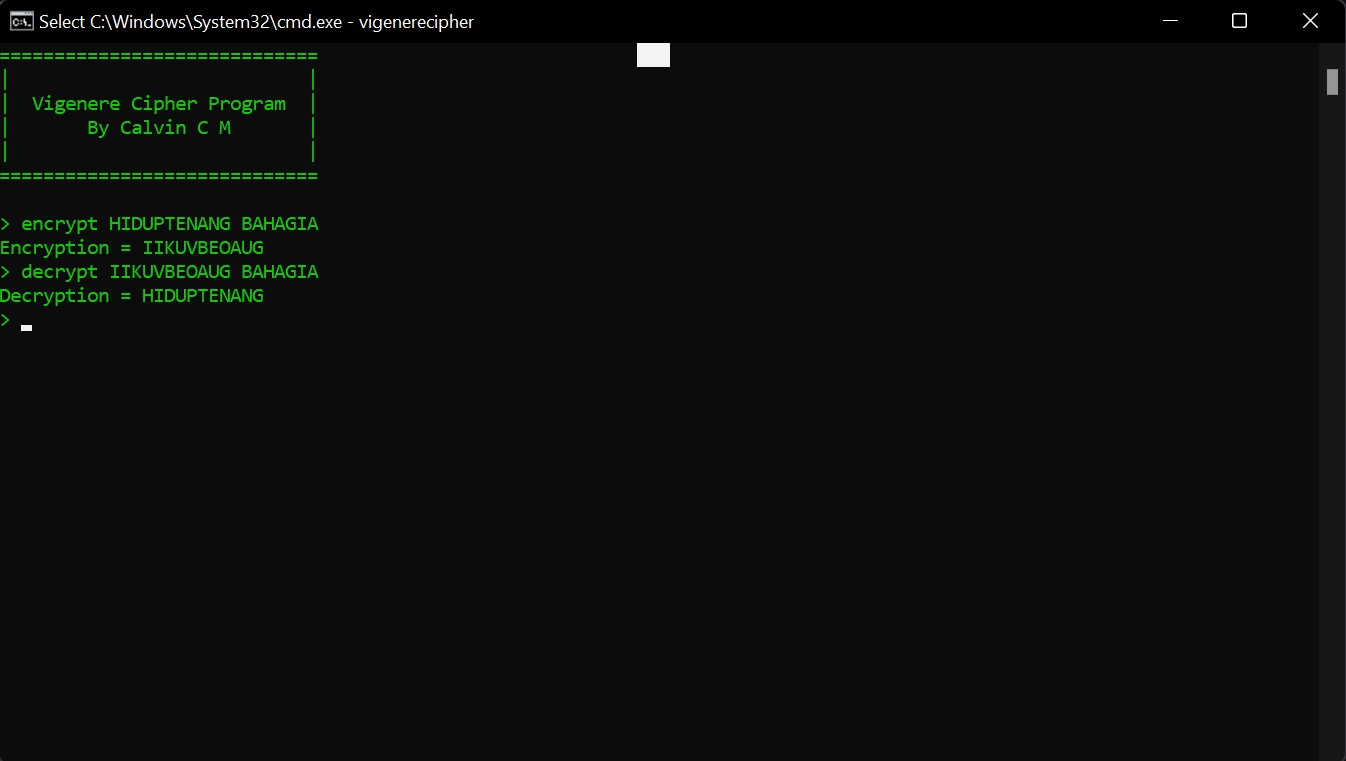 Select C:\Windows\System32\cmd.exe - vigenerecipher
=============================
|                           |
|  Vigenere Cipher Program  |
|       By Calvin C M       |
|                           |
=============================
> encrypt HIDUPTENANG BAHAGIA
Encryption = IIKUVBEOAUG
> decrypt IIKUVBEOAUG BAHAGIA
Decryption = HIDUPTENANG
>